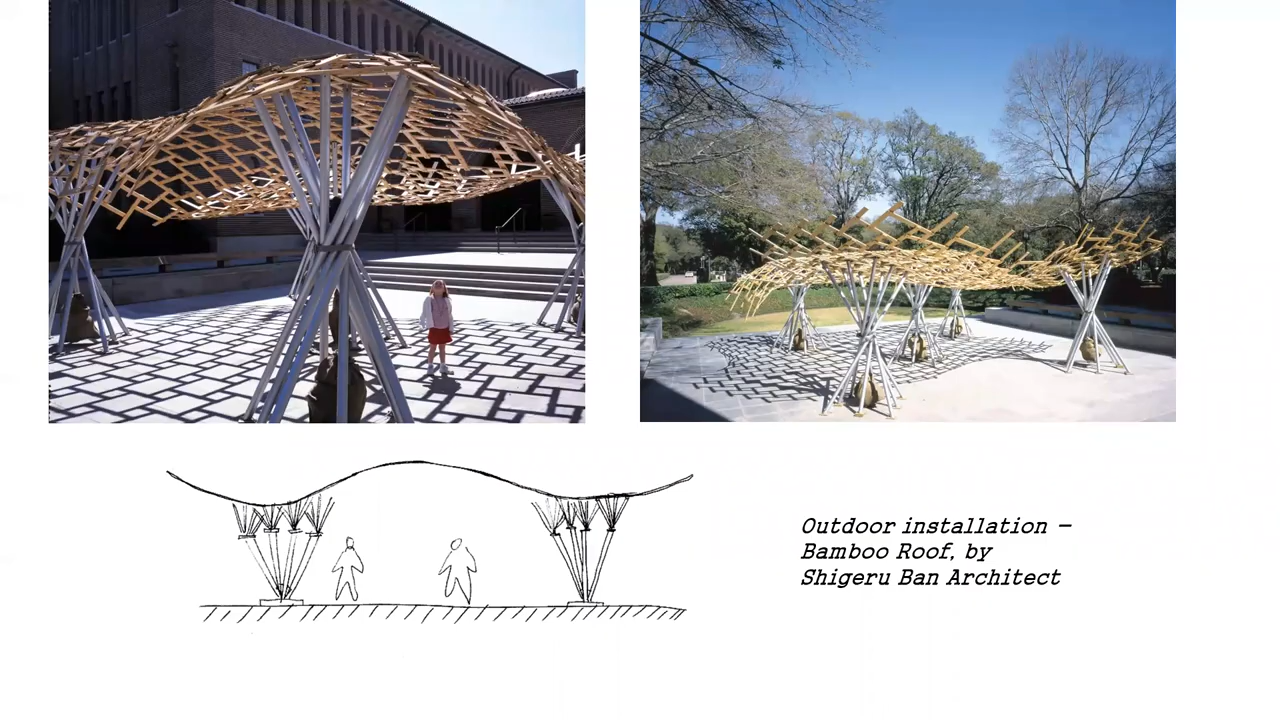 Outdoor installation –
Bamboo Roof, by
Shigeru Ban Architect